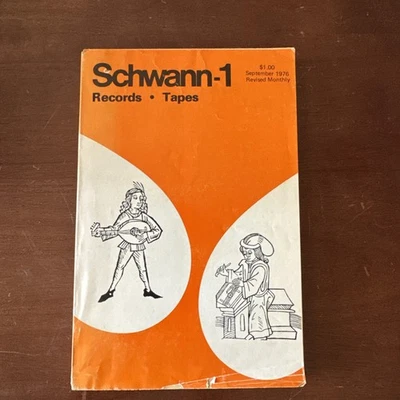 Schwann-1
Records • Tapes
$1.00
September 1976
Revised Monthly